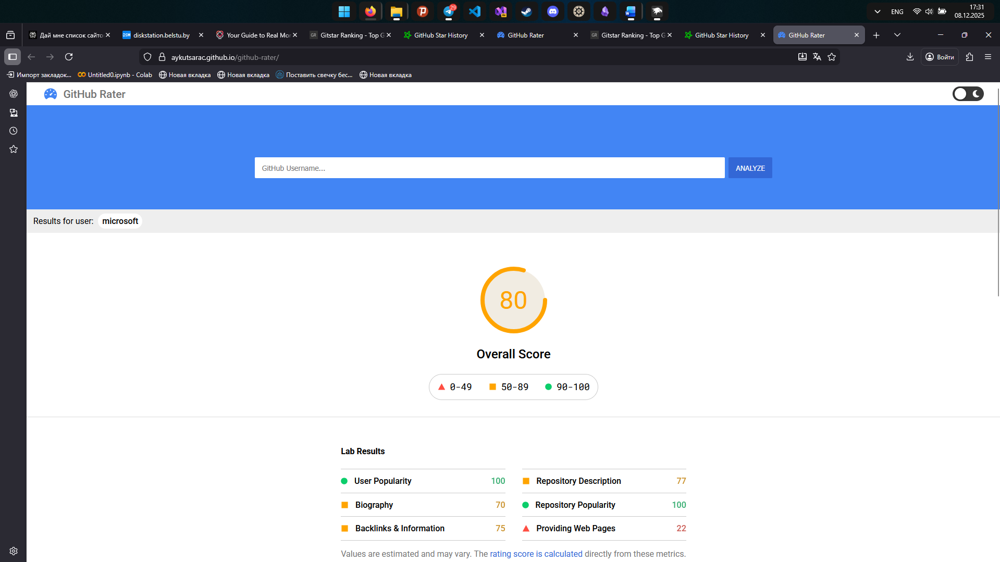 29
ENG
17:31
08.12.2025
Дай мне список сайто
diskstation.belstu.by
Your Guide to Real Mor
GR Gitstar Ranking - Top G
GitHub Star History
GitHub Rater
GR Gitstar Ranking - Top G
GitHub Star History
GitHub Rater
aykutsarac.github.io/github-rater/
Войти
Импорт закладок...
Untitled0.ipynb - Colab
Новая вкладка
Новая вкладка
Поставить свечку бес...
Новая вкладка
GitHub Rater
GitHub Username...
ANALYZE
Results for user: microsoft
80
Overall Score
0-49 50-89 90-100
Lab Results
User Popularity 100
Repository Description 77
Biography 70
Repository Popularity 100
Backlinks & Information 75
Providing Web Pages 22
Values are estimated and may vary. The rating score is calculated directly from these metrics.